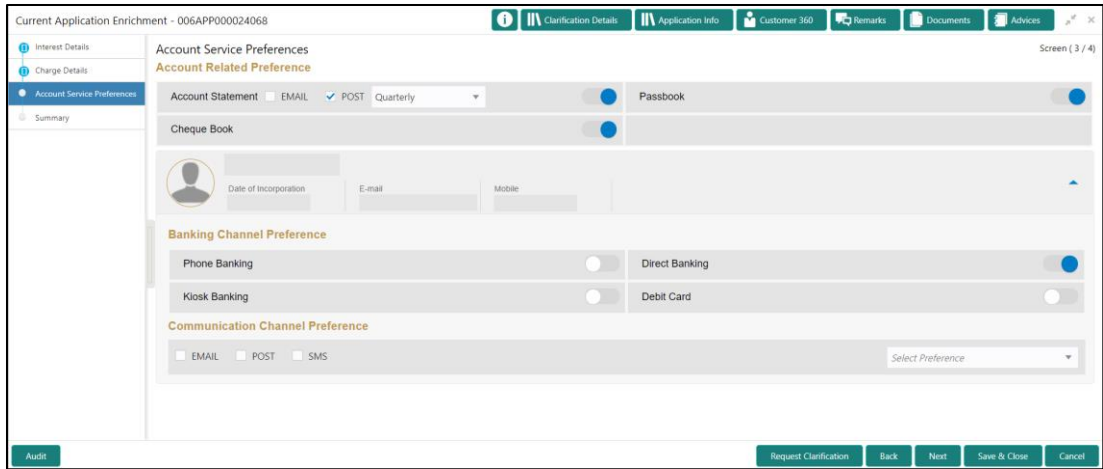 Current Application Enrichment - 006APP000024068
i Clarification Details Application Info Customer 360 Remarks Documents Advices
Interest Details
Charge Details
Account Service Preferences
Summary
Account Service Preferences Screen ( 3 / 4)
Account Related Preference
Account Statement EMAIL POST Quarterly Passbook
Cheque Book
Date of Incorporation E-mail Mobile
Banking Channel Preference
Phone Banking Direct Banking
Kiosk Banking Debit Card
Communication Channel Preference
EMAIL POST SMS Select Preference
Audit Request Clarification Back Next Save & Close Cancel